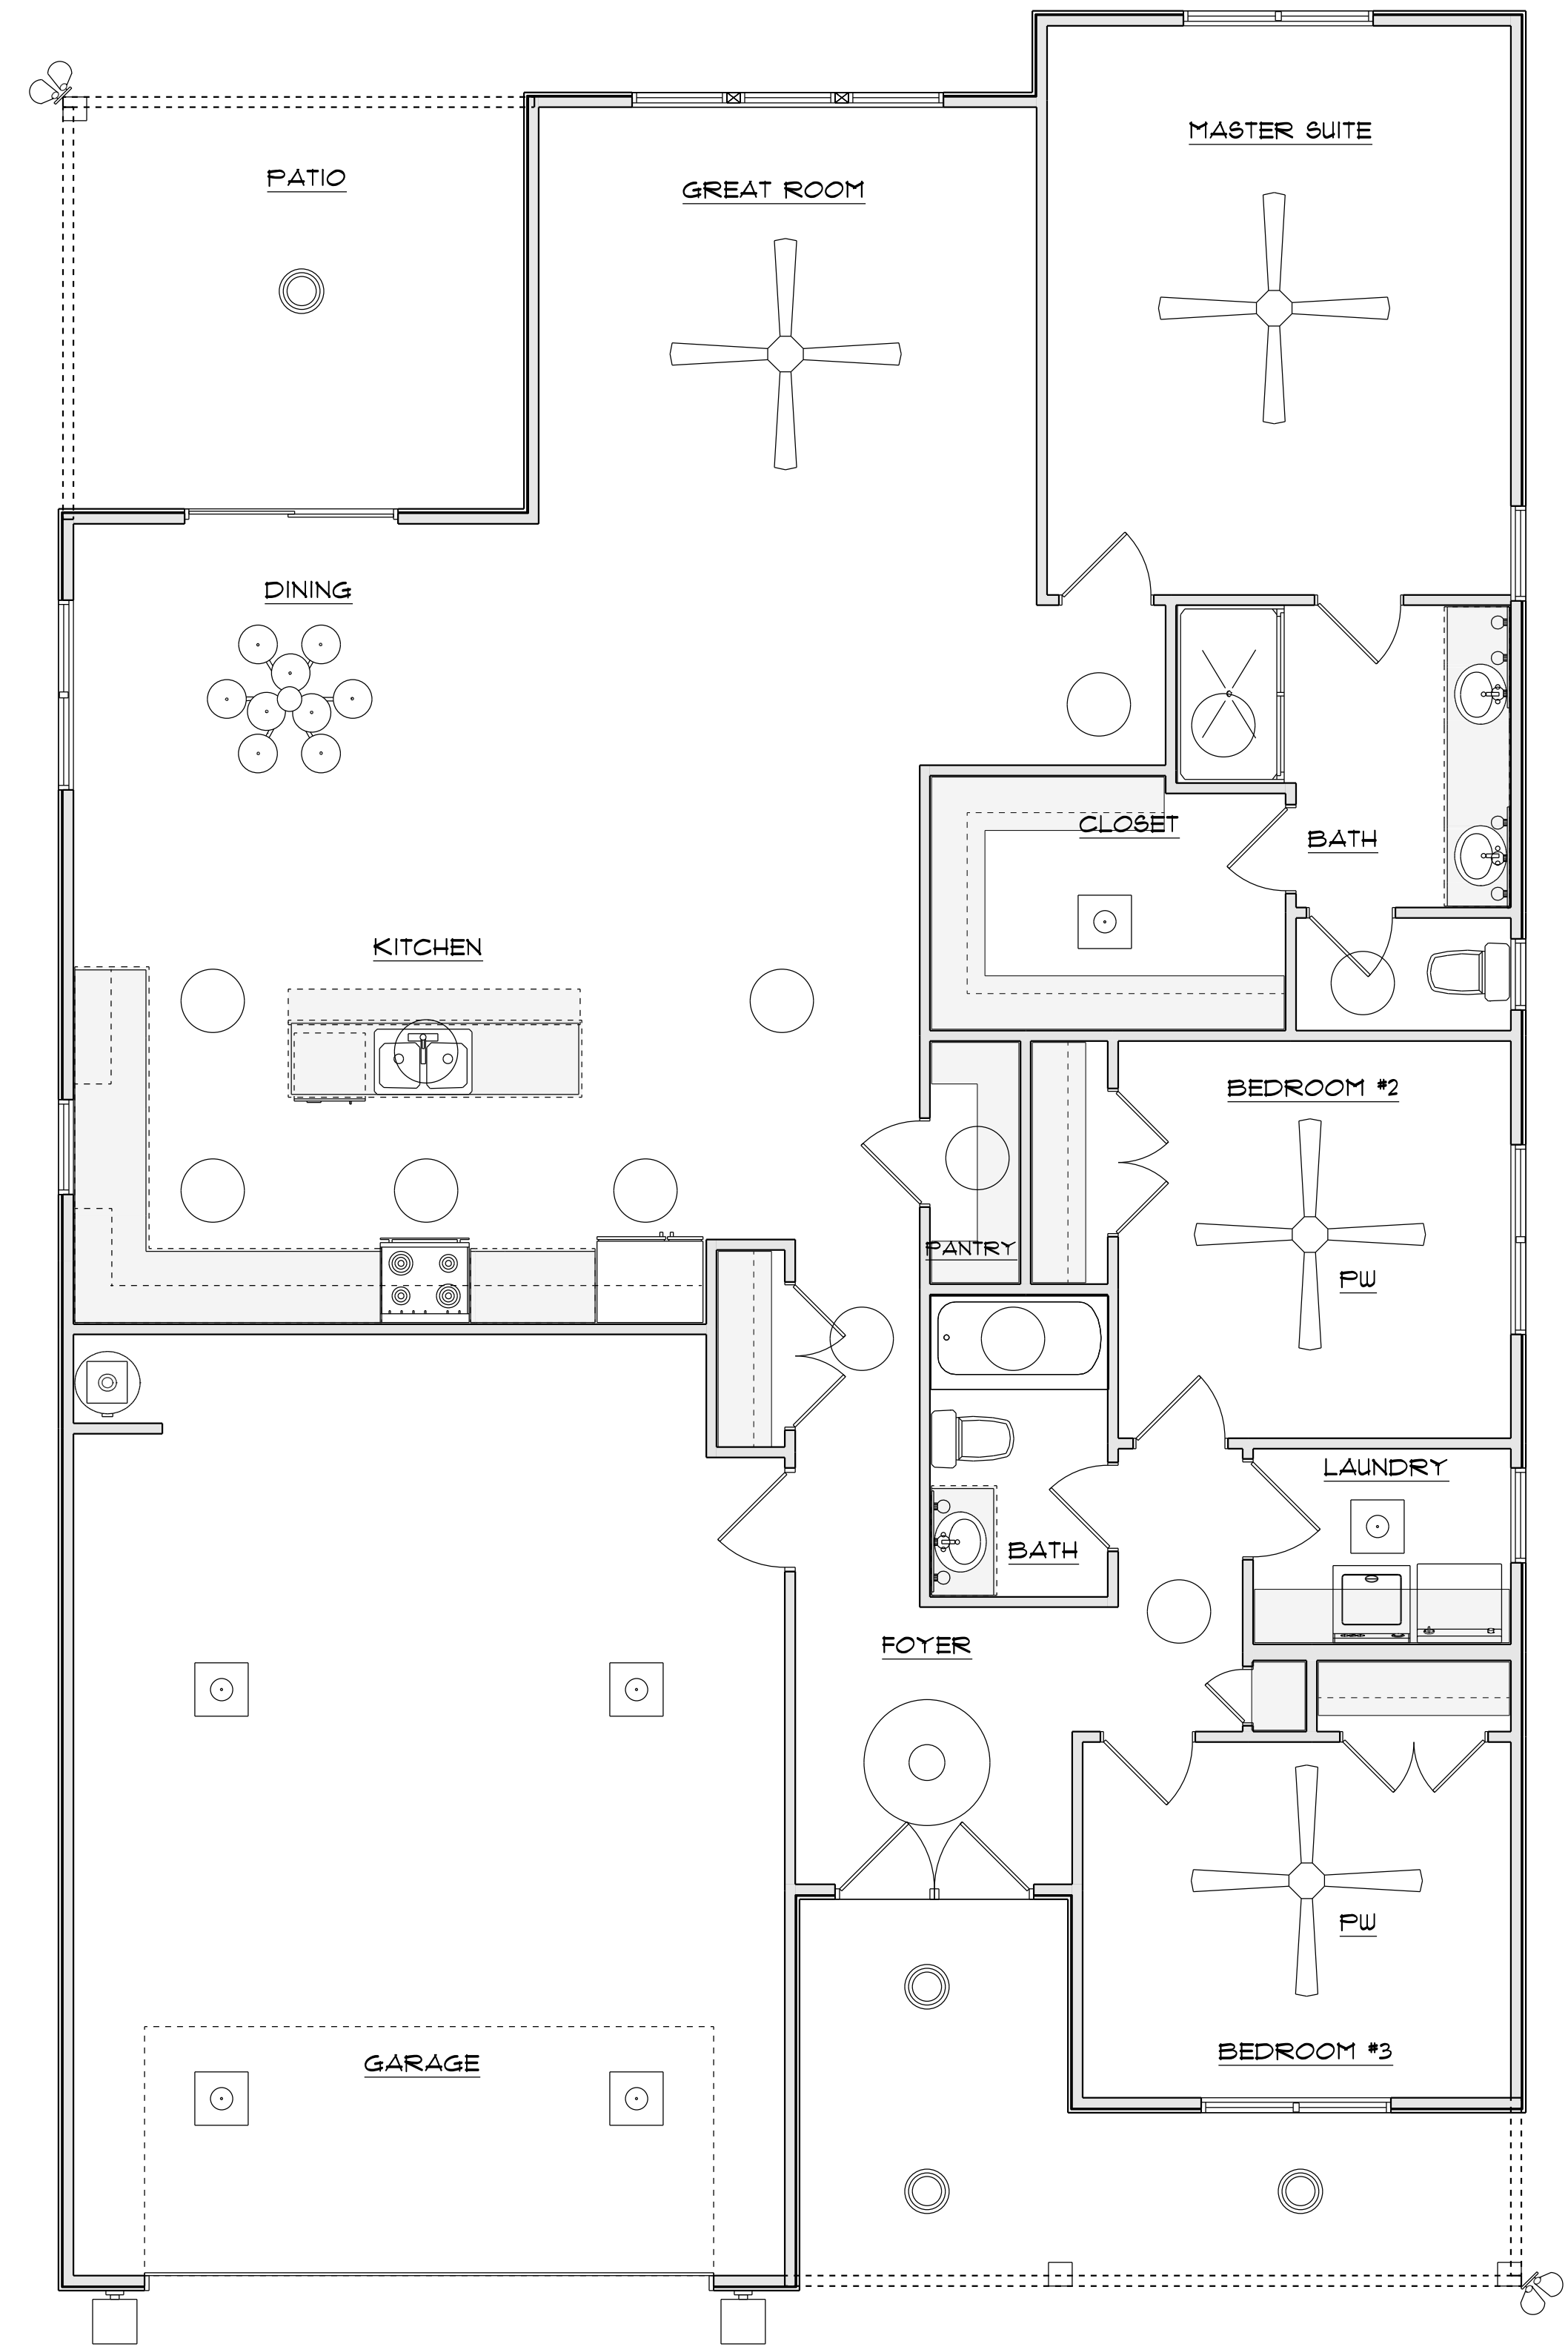 MASTER SUITE
PATIO
GREAT ROOM
DINING
CLOSET
BATH
KITCHEN
BEDROOM #2
PANTRY
PW
LAUNDRY
BATH
FOYER
PW
BEDROOM #3
GARAGE